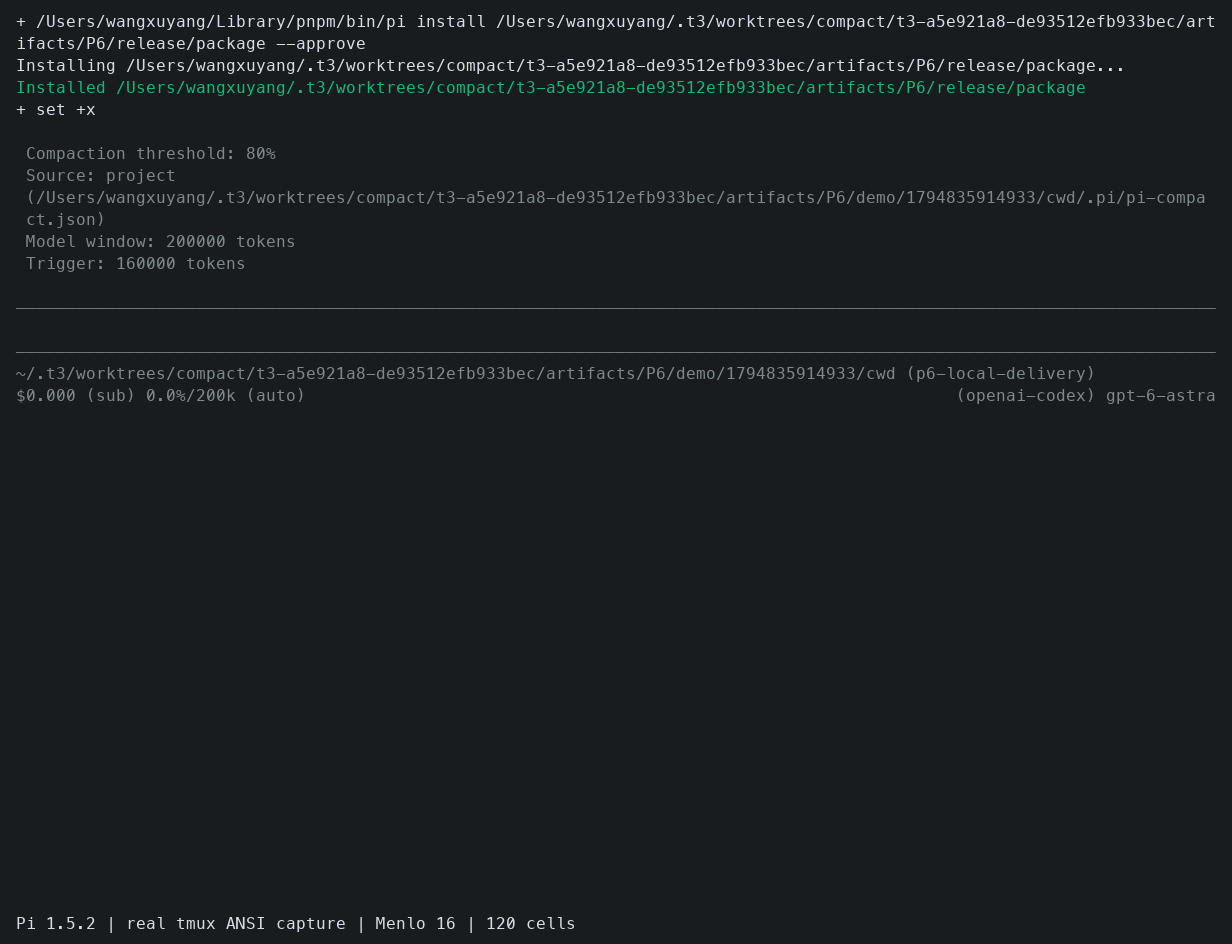 + /Users/wangxuyang/Library/pnpm/bin/pi install /Users/wangxuyang/.t3/worktrees/compact/t3-a5e921a8-de93512efb933bec/art
ifacts/P6/release/package --approve
Installing /Users/wangxuyang/.t3/worktrees/compact/t3-a5e921a8-de93512efb933bec/artifacts/P6/release/package...
Installed /Users/wangxuyang/.t3/worktrees/compact/t3-a5e921a8-de93512efb933bec/artifacts/P6/release/package
+ set +x
Compaction threshold: 80%
Source: project
(/Users/wangxuyang/.t3/worktrees/compact/t3-a5e921a8-de93512efb933bec/artifacts/P6/demo/1794835914933/cwd/.pi/pi-compa
ct.json)
Model window: 200000 tokens
Trigger: 160000 tokens
~/.t3/worktrees/compact/t3-a5e921a8-de93512efb933bec/artifacts/P6/demo/1794835914933/cwd (p6-local-delivery)
$0.000 (sub) 0.0%/200k (auto) (openai-codex) gpt-6-astra
Pi 1.5.2 | real tmux ANSI capture | Menlo 16 | 120 cells